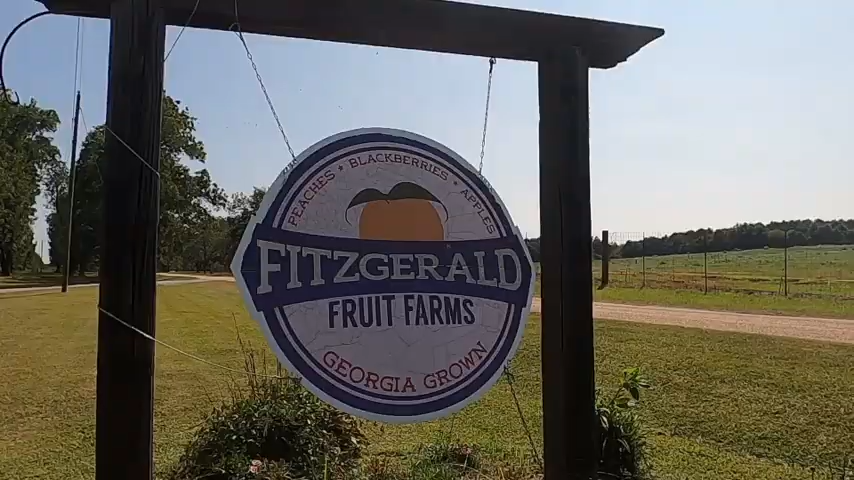 PEACHES ★ BLACKBERRIES ★ APPLES
FITZGERALD
FRUIT FARMS
GEORGIA GROWN